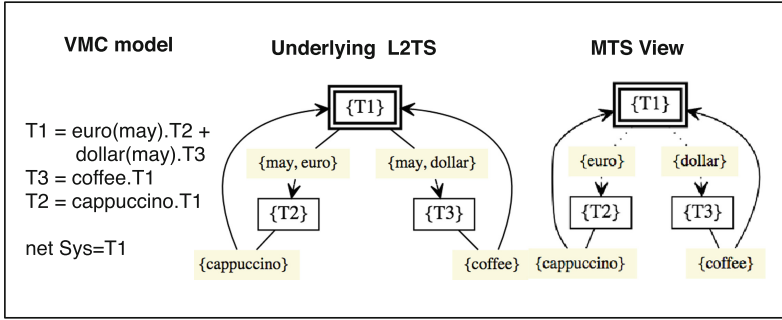 VMC model
T1 = euro(may).T2 +
dollar(may).T3
T3 = coffee.T1
T2 = cappuccino.T1
net Sys=T1
Underlying L2TS
{T1}
{may, euro} {may, dollar}
{T2} {T3}
{cappuccino} {coffee}
MTS View
{T1}
{euro} {dollar}
{T2} {T3}
{cappuccino} {coffee}